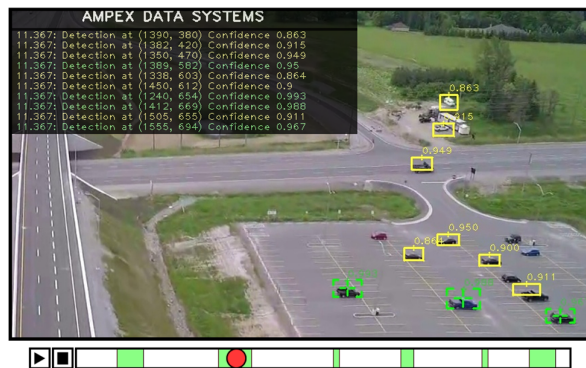 AMPEX DATA SYSTEMS
11.367: Detection at (1390, 380) Confidence 0.863
11.367: Detection at (1382, 420) Confidence 0.915
11.367: Detection at (1350, 470) Confidence 0.949
11.367: Detection at (1389, 582) Confidence 0.95
11.367: Detection at (1338, 603) Confidence 0.864
11.367: Detection at (1450, 612) Confidence 0.9
11.367: Detection at (1240, 654) Confidence 0.993
11.367: Detection at (1412, 669) Confidence 0.988
11.367: Detection at (1505, 655) Confidence 0.911
11.367: Detection at (1555, 694) Confidence 0.967
0.863
0.949
0.950
0.900
0.911